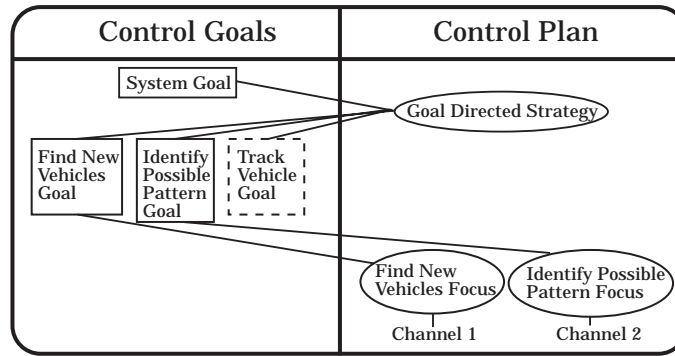 Control Goals
Control Plan
System Goal
Goal Directed Strategy
Find New
Vehicles
Goal
Identify
Possible
Pattern
Goal
Track
Vehicle
Goal
Find New
Vehicles Focus
Identify Possible
Pattern Focus
Channel 1
Channel 2